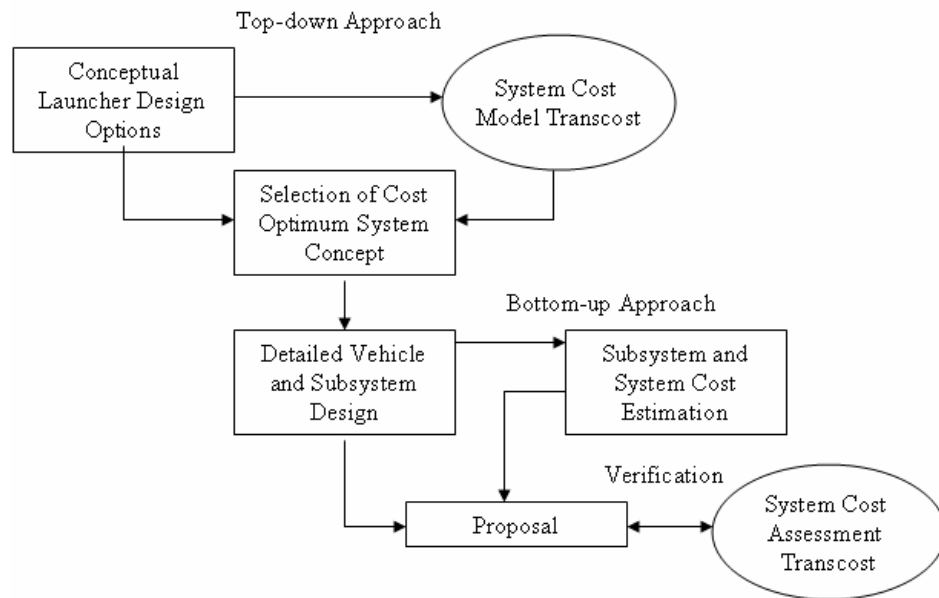 Top-down Approach
Conceptual
Launcher Design
Options
System Cost
Model Transcost
Selection of Cost
Optimum System
Concept
Bottom-up Approach
Detailed Vehicle
and Subsystem
Design
Subsystem and
System Cost
Estimation
Verification
Proposal
System Cost
Assessment
Transcost